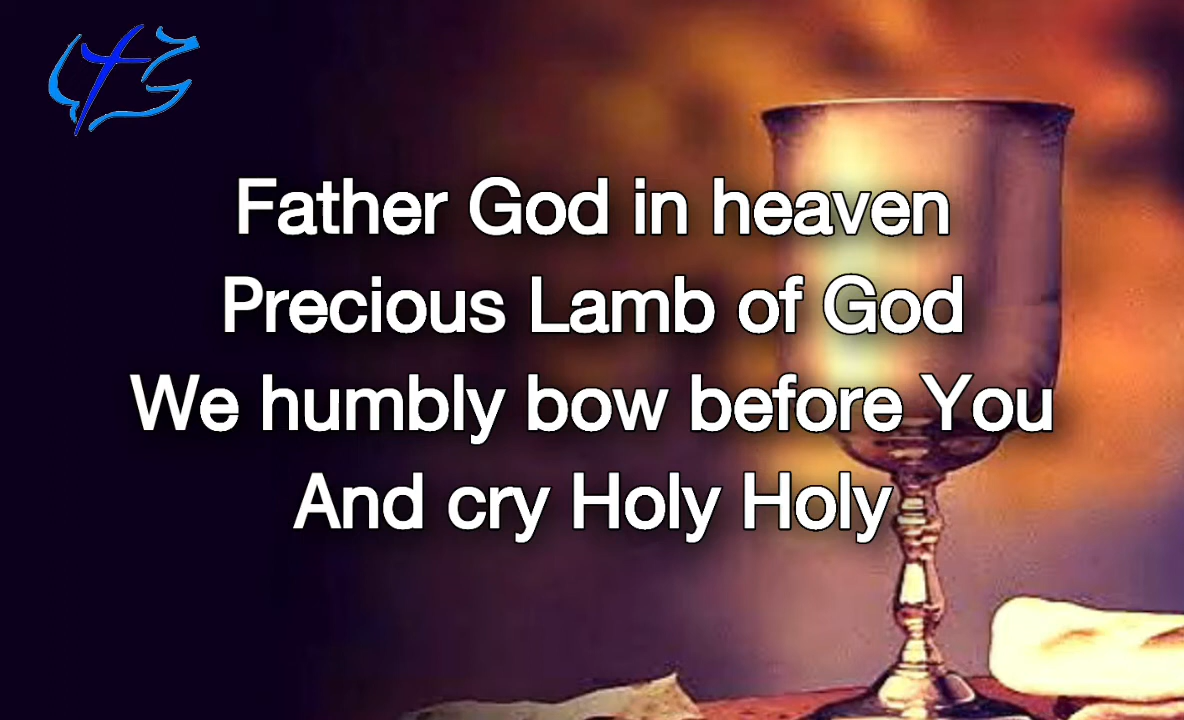 Father God in heaven
Precious Lamb of God
We humbly bow before You
And cry Holy Holy